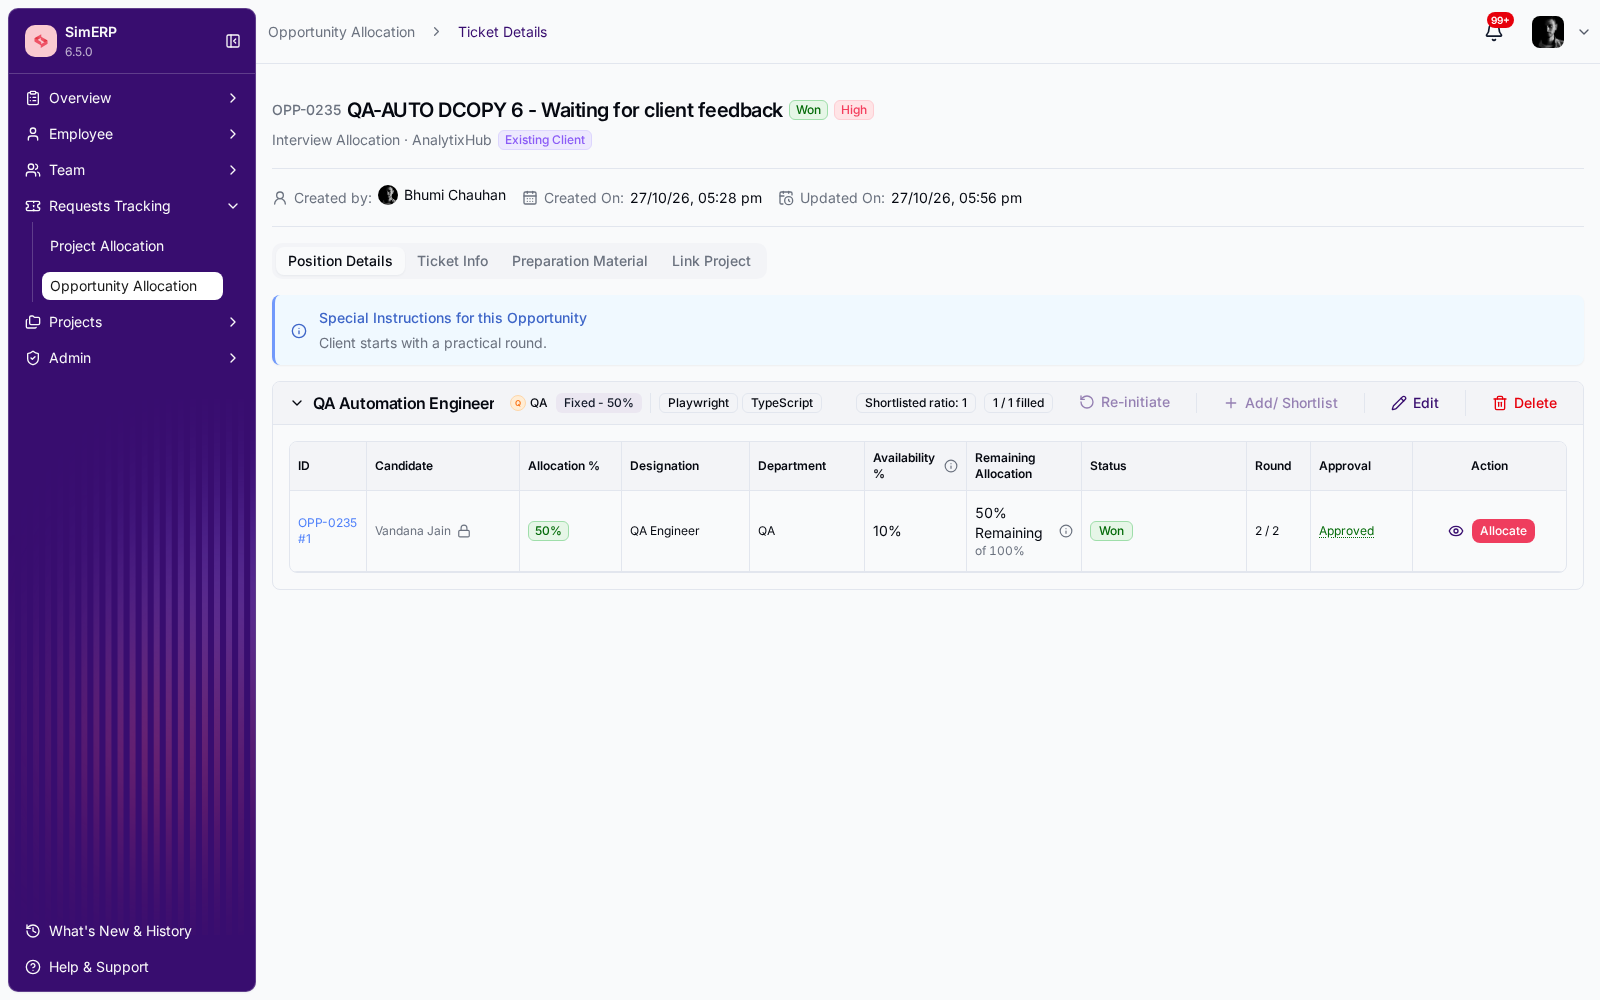 SimERP
6.5.0
Overview
Employee
Team
Requests Tracking
Project Allocation
Opportunity Allocation
Projects
Admin
What's New & History
Help & Support
Opportunity Allocation > Ticket Details
99+
OPP-0235 QA-AUTO DCOPY 6 - Waiting for client feedback Won High
Interview Allocation · AnalytixHub Existing Client
Created by: Bhumi Chauhan Created On: 27/10/26, 05:28 pm Updated On: 27/10/26, 05:56 pm
Position Details Ticket Info Preparation Material Link Project
Special Instructions for this Opportunity
Client starts with a practical round.
QA Automation Engineer Q QA Fixed - 50% Playwright TypeScript Shortlisted ratio: 1 1 / 1 filled Re-initiate Add/ Shortlist Edit Delete
ID Candidate Allocation % Designation Department Availability % Remaining Allocation Status Round Approval Action
OPP-0235 #1 Vandana Jain 50% QA Engineer QA 10% 50% Remaining of 100% Won 2 / 2 Approved Allocate